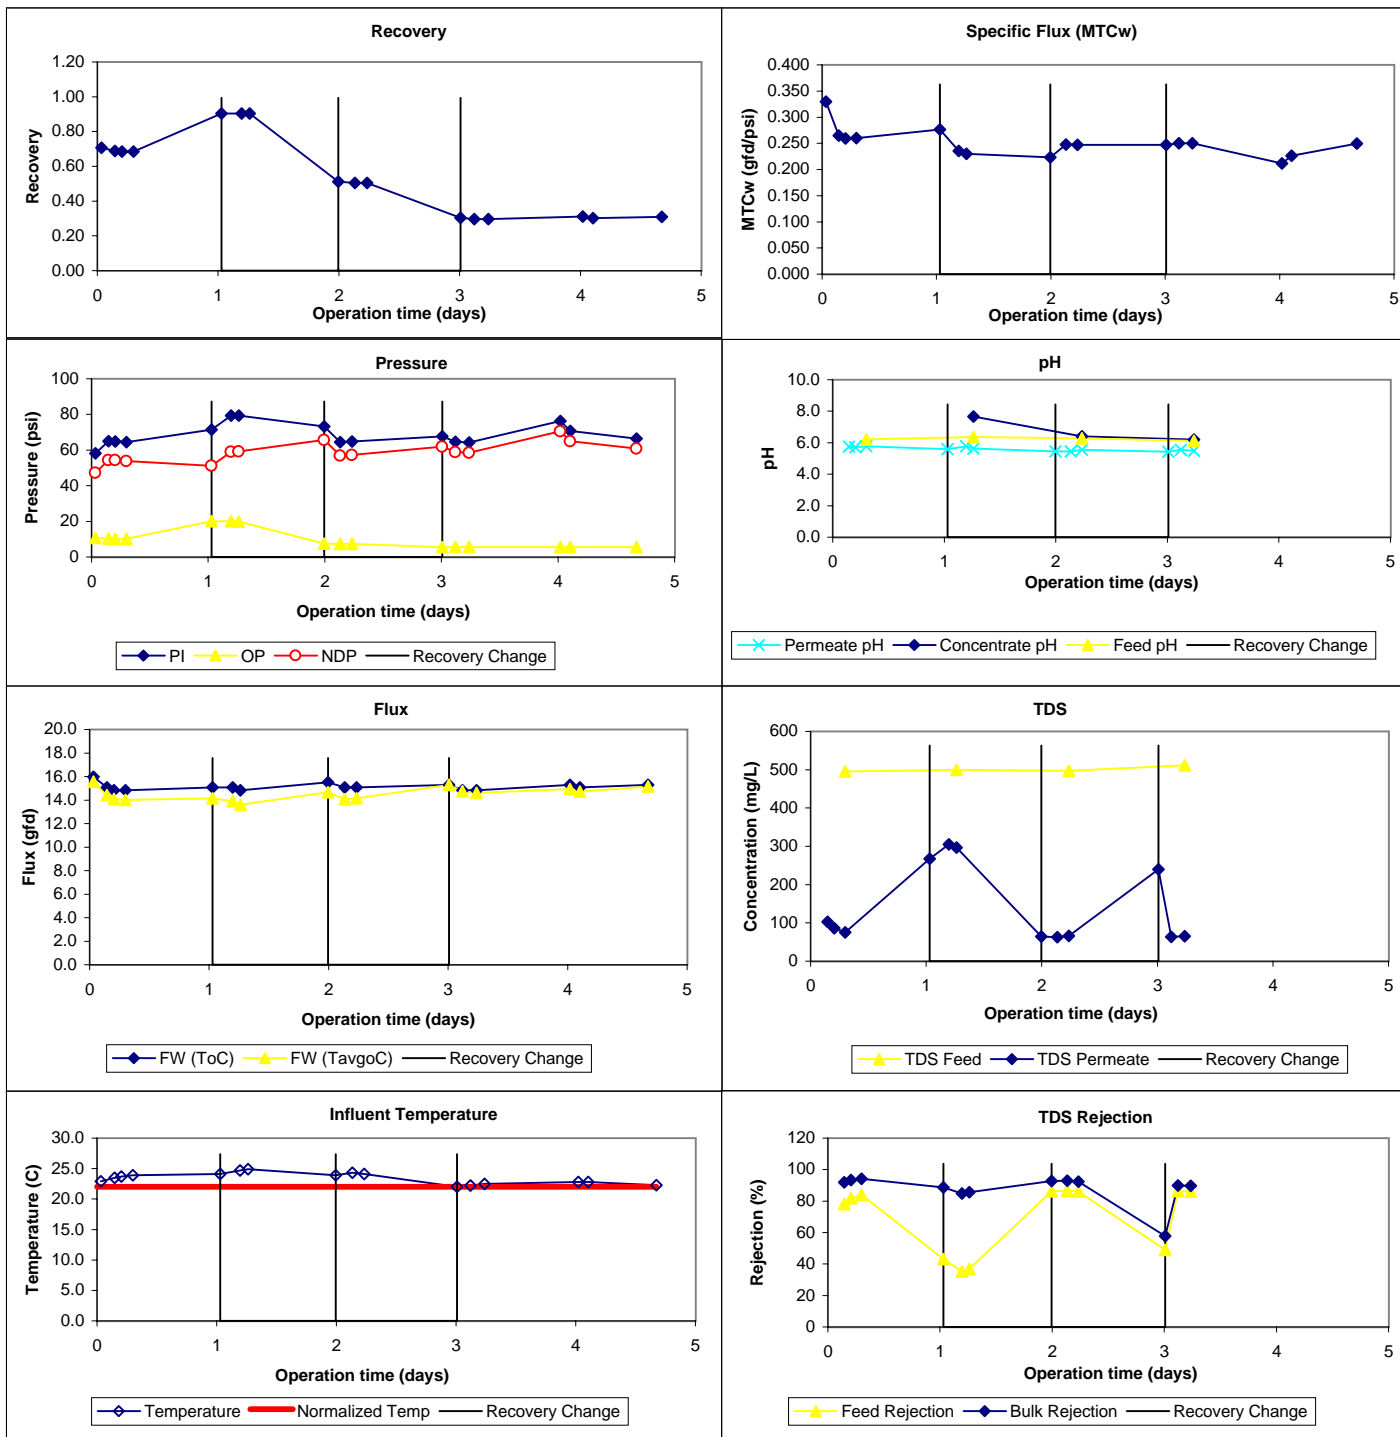 Recovery
1.20
1.00
0.80
0.60
0.40
0.20
0.00
Recovery
0 1 2 3 4 5
Operation time (days)
Specific Flux (MTCw)
0.400
0.350
0.300
0.250
0.200
0.150
0.100
0.050
0.000
MTCw (gfd/psi)
0 1 2 3 4 5
Operation time (days)
Pressure
100
80
60
40
20
0
Pressure (psi)
0 1 2 3 4 5
Operation time (days)
PI OP NDP Recovery Change
pH
10.0
8.0
6.0
4.0
2.0
0.0
pH
0 1 2 3 4 5
Operation time (days)
Permeate pH Concentrate pH Feed pH Recovery Change
Flux
20.0
18.0
16.0
14.0
12.0
10.0
8.0
6.0
4.0
2.0
0.0
Flux (gfd)
0 1 2 3 4 5
Operation time (days)
FW (ToC) FW (TavgoC) Recovery Change
TDS
600
500
400
300
200
100
0
Concentration (mg/L)
0 1 2 3 4 5
Operation time (days)
TDS Feed TDS Permeate Recovery Change
Influent Temperature
30.0
25.0
20.0
15.0
10.0
5.0
0.0
Temperature (C)
0 1 2 3 4 5
Operation time (days)
Temperature Normalized Temp Recovery Change
TDS Rejection
120
100
80
60
40
20
0
Rejection (%)
0 1 2 3 4 5
Operation time (days)
Feed Rejection Bulk Rejection Recovery Change